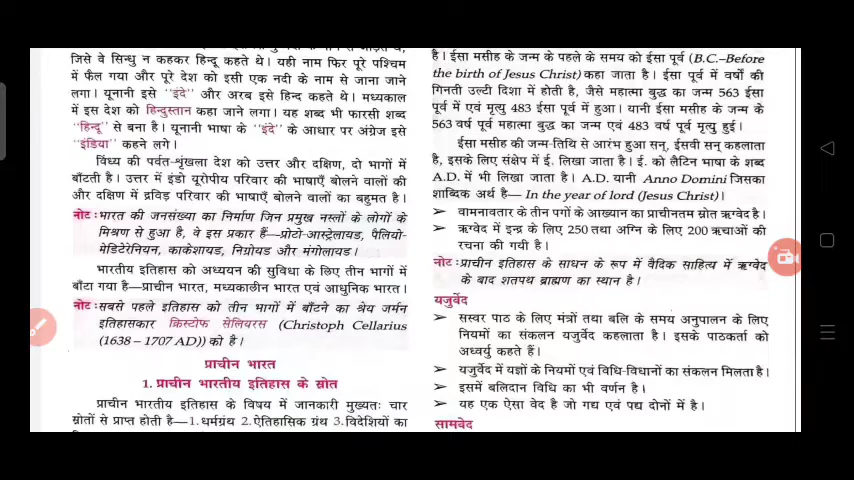 जिसे वे सिन्धु न कहकर हिन्दू कहते थे। यही नाम फिर पूरे पश्चिम
में फैल गया और पूरे देश को इसी एक नदी के नाम से जाना जाने
लगा। यूनानी इसे "इंदे" और अरब इसे हिन्द कहते थे। मध्यकाल
में इस देश को हिन्दुस्तान कहा जाने लगा। यह शब्द भी फारसी शब्द
"हिन्दू" से बना है। यूनानी भाषा के "इंदे" के आधार पर अंग्रेज इसे
"इंडिया" कहने लगे।
विंध्य की पर्वत-शृंखला देश को उत्तर और दक्षिण, दो भागों में
बाँटती है। उत्तर में इंडो यूरोपीय परिवार की भाषाएँ बोलने वालों की
और दक्षिण में द्रविड़ परिवार की भाषाएँ बोलने वालों का बहुमत है।
नोट : भारत की जनसंख्या का निर्माण जिन प्रमुख नस्लों के लोगों के
मिश्रण से हुआ है, वे इस प्रकार हैं—प्रोटो-आस्ट्रेलायड, पैलियो-
मेडिटेरेनियन, काकेशायड, निग्रोयड और मंगोलायड।
भारतीय इतिहास को अध्ययन की सुविधा के लिए तीन भागों में
बाँटा गया है—प्राचीन भारत, मध्यकालीन भारत एवं आधुनिक भारत।
नोट : सबसे पहले इतिहास को तीन भागों में बाँटने का श्रेय जर्मन
इतिहासकार क्रिस्टोफ सेलियरस (Christoph Cellarius
(1638 – 1707 AD)) को है।
प्राचीन भारत
1. प्राचीन भारतीय इतिहास के स्रोत
प्राचीन भारतीय इतिहास के विषय में जानकारी मुख्यतः चार
स्रोतों से प्राप्त होती है—1. धर्मग्रंथ 2. ऐतिहासिक ग्रंथ 3. विदेशियों का
है। ईसा मसीह के जन्म के पहले के समय को ईसा पूर्व (B.C.–Before
the birth of Jesus Christ) कहा जाता है। ईसा पूर्व में वर्षों की
गिनती उल्टी दिशा में होती है, जैसे महात्मा बुद्ध का जन्म 563 ईसा
पूर्व में एवं मृत्यु 483 ईसा पूर्व में हुआ। यानी ईसा मसीह के जन्म के
563 वर्ष पूर्व महात्मा बुद्ध का जन्म एवं 483 वर्ष पूर्व मृत्यु हुई।
ईसा मसीह की जन्म-तिथि से आरंभ हुआ सन्, ईसवी सन् कहलाता
है, इसके लिए संक्षेप में ई. लिखा जाता है। ई. को लैटिन भाषा के शब्द
A.D. में भी लिखा जाता है। A.D. यानी Anno Domini जिसका
शाब्दिक अर्थ है— In the year of lord (Jesus Christ)।
➢ वामनावतार के तीन पगों के आख्यान का प्राचीनतम स्रोत ऋग्वेद है।
➢ ऋग्वेद में इन्द्र के लिए 250 तथा अग्नि के लिए 200 ऋचाओं की
रचना की गयी है।
नोट : प्राचीन इतिहास के साधन के रूप में वैदिक साहित्य में ऋग्वेद
के बाद शतपथ ब्राह्मण का स्थान है।
यजुर्वेद
➢ सस्वर पाठ के लिए मंत्रों तथा बलि के समय अनुपालन के लिए
नियमों का संकलन यजुर्वेद कहलाता है। इसके पाठकर्ता को
अध्वर्यु कहते हैं।
➢ यजुर्वेद में यज्ञों के नियमों एवं विधि-विधानों का संकलन मिलता है।
➢ इसमें बलिदान विधि का भी वर्णन है।
➢ यह एक ऐसा वेद है जो गद्य एवं पद्य दोनों में है।
सामवेद